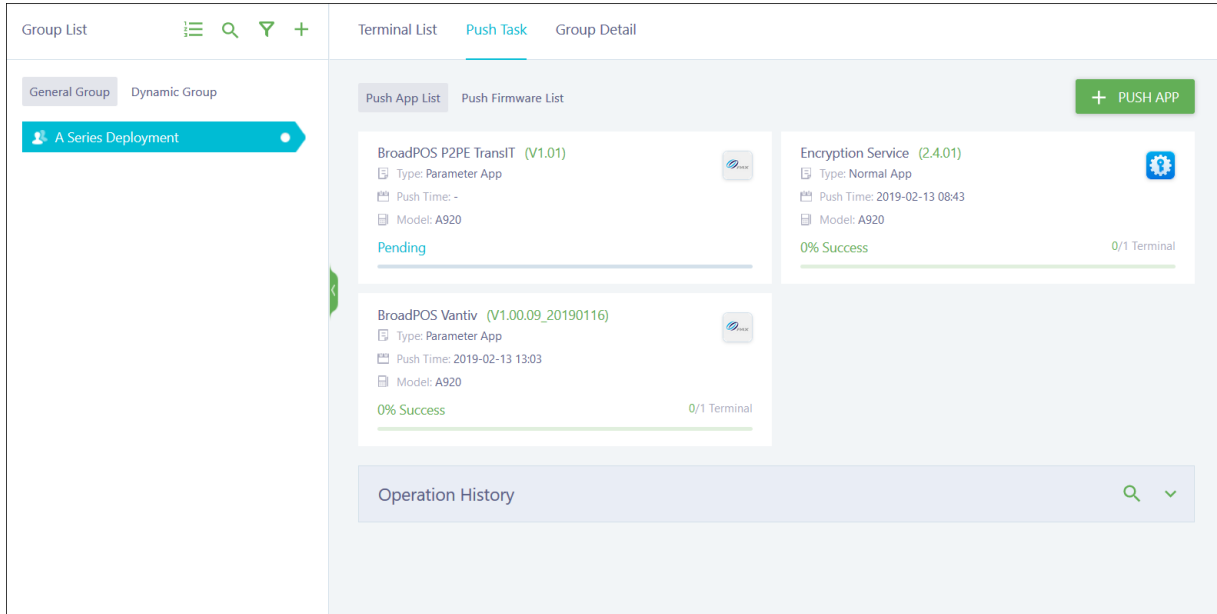 Group List
Terminal List Push Task Group Detail
General Group Dynamic Group
A Series Deployment
Push App List Push Firmware List
+ PUSH APP
BroadPOS P2PE TransIT (V1.01)
Type: Parameter App
Push Time: -
Model: A920
Pending
Encryption Service (2.4.01)
Type: Normal App
Push Time: 2019-02-13 08:43
Model: A920
0% Success 0/1 Terminal
BroadPOS Vantiv (V1.00.09_20190116)
Type: Parameter App
Push Time: 2019-02-13 13:03
Model: A920
0% Success 0/1 Terminal
Operation History